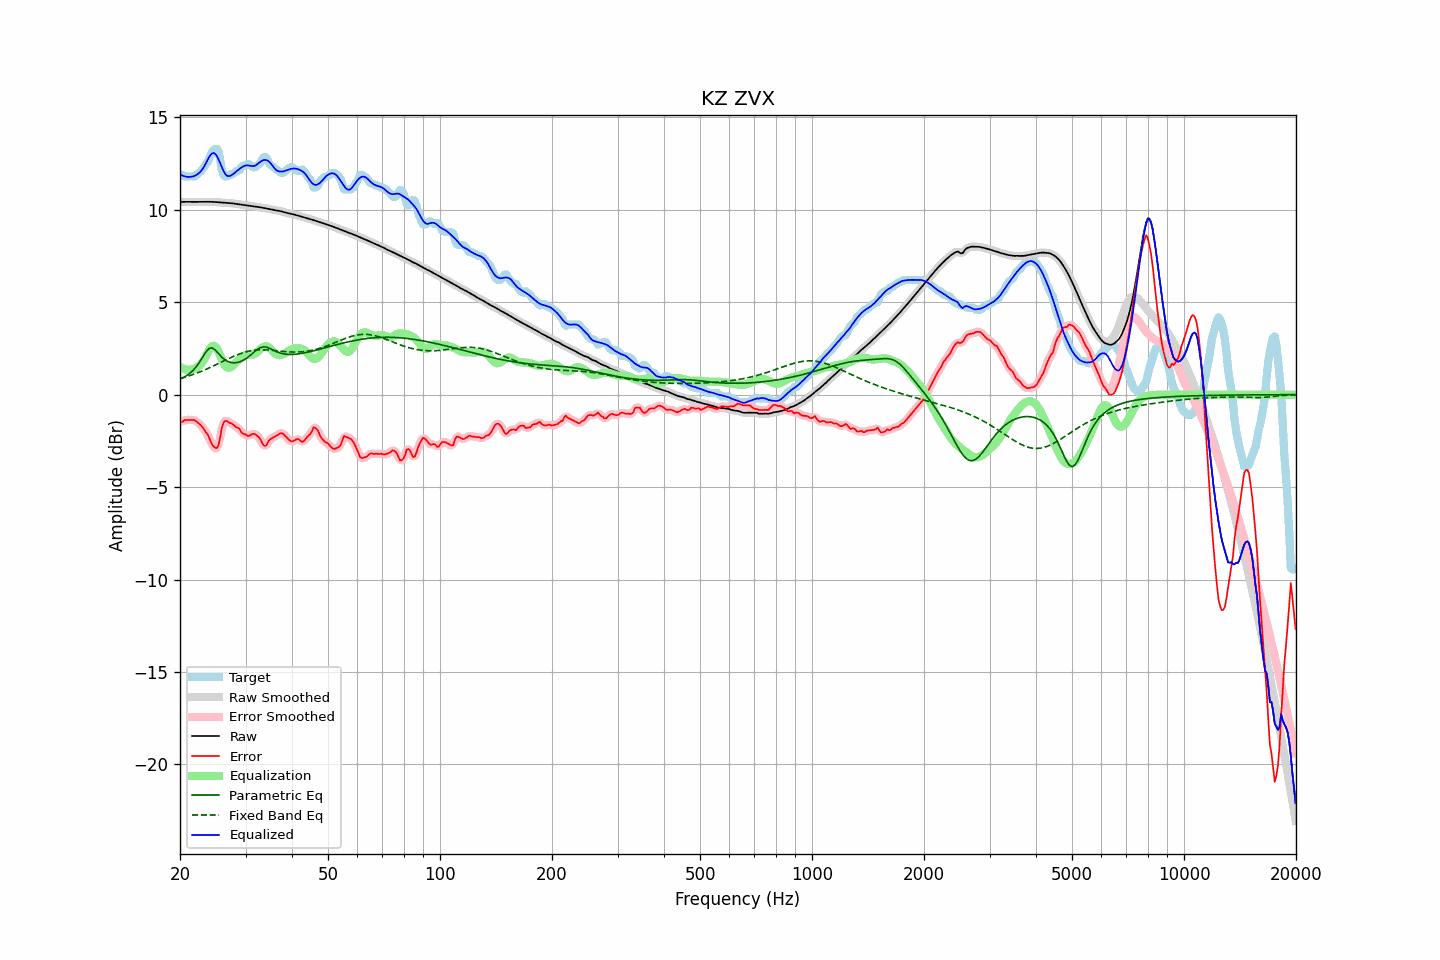 KZ ZVX
15
10
5
0
−5
−10
−15
−20
Amplitude (dBr)
Target
Raw Smoothed
Error Smoothed
Raw
Error
Equalization
Parametric Eq
Fixed Band Eq
Equalized
20 50 100 200 500 1000 2000 5000 10000 20000
Frequency (Hz)